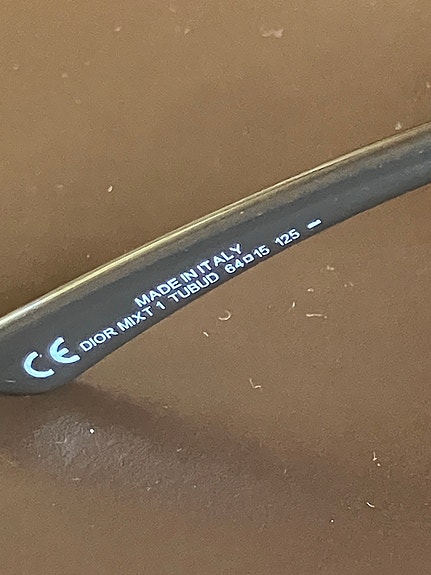 MADE IN ITALY
CE DIOR MIXT 1 TUBUD 64□15 125 –